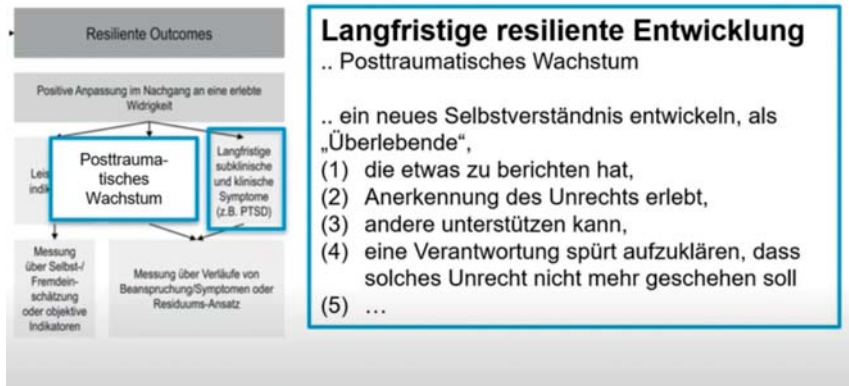 Resiliente Outcomes
Positive Anpassung im Nachgang an eine erlebte
Widrigkeit
Posttrauma-
tisches
Wachstum
Langfristige
subklinische
und klinische
Symptome
(z.B. PTSD)
Messung
über Selbst-/
Fremdein-
schätzung
oder objektive
Indikatoren
Messung über Verläufe von
Beanspruchung/Symptomen oder
Residuums-Ansatz
Langfristige resiliente Entwicklung
.. Posttraumatisches Wachstum
.. ein neues Selbstverständnis entwickeln, als
„Überlebende“,
(1) die etwas zu berichten hat,
(2) Anerkennung des Unrechts erlebt,
(3) andere unterstützen kann,
(4) eine Verantwortung spürt aufzuklären, dass
solches Unrecht nicht mehr geschehen soll
(5) …